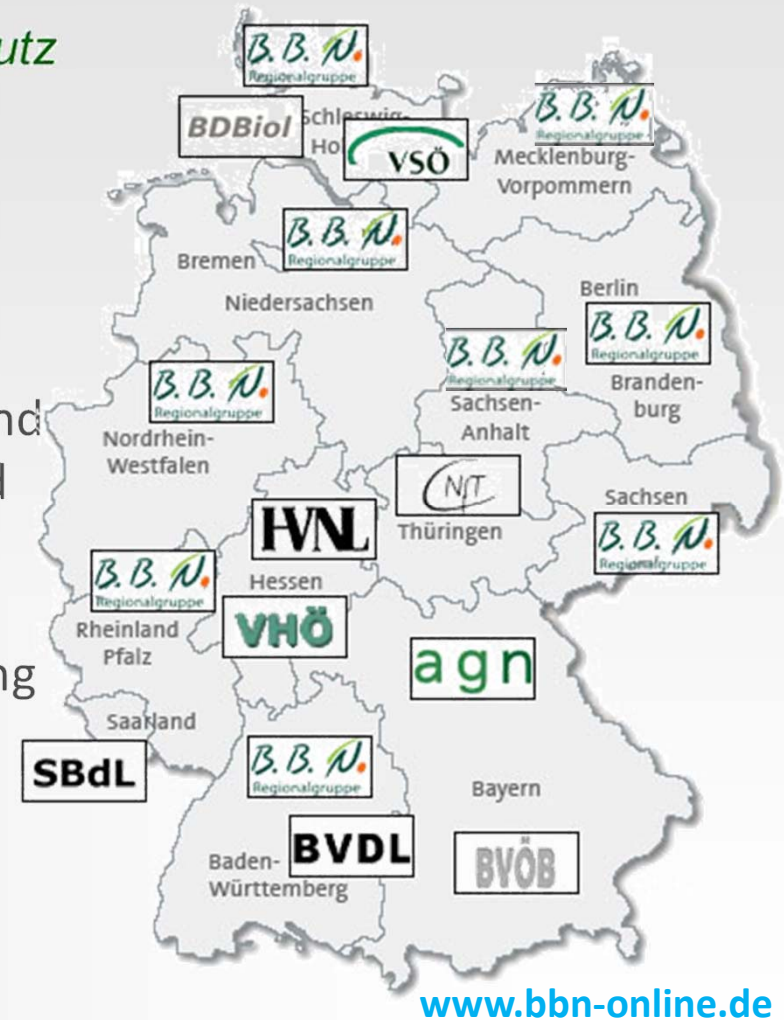 utz
B. B. N.
Regionalgruppe
BDBiol
Schleswig-
Ho
VSÖ
B. B. N.
Regionalgruppe
Mecklenburg-
Vorpommern
B. B. N.
Regionalgruppe
Bremen
Niedersachsen
Berlin
B. B. N.
Regionalgruppe
Branden-
burg
B. B. N.
Regionalgruppe
Sachsen-
Anhalt
B. B. N.
Regionalgruppe
nd
Nordrhein-
Westfalen
d
CNfT
Thüringen
Sachsen
B. B. N.
Regionalgruppe
HVNL
Hessen
B. B. N.
Regionalgruppe
VHÖ
Rheinland
Pfalz
agn
ng
Saarland
SBdL
B. B. N.
Regionalgruppe
Bayern
BVDL
BVÖB
Baden-
Württemberg
www.bbn-online.de